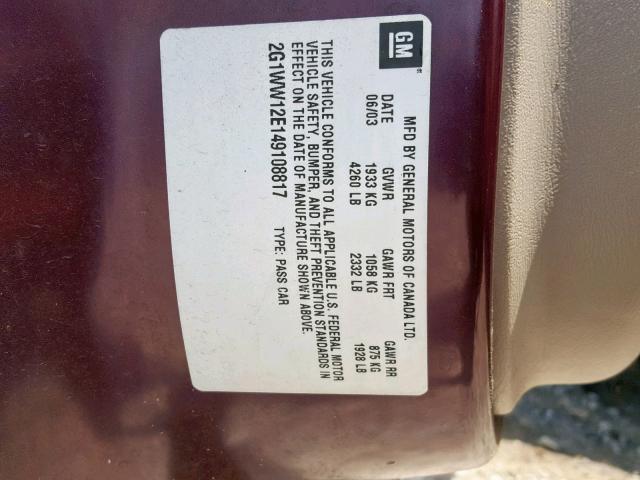 GM
MFD BY GENERAL MOTORS OF CANADA LTD.
DATE GVWR GAWR FRT GAWR RR
06/03 1933 KG 1058 KG 875 KG
4260 LB 2332 LB 1928 LB
THIS VEHICLE CONFORMS TO ALL APPLICABLE U.S. FEDERAL MOTOR
VEHICLE SAFETY, BUMPER, AND THEFT PREVENTION STANDARDS IN
EFFECT ON THE DATE OF MANUFACTURE SHOWN ABOVE.
2G1WW12E149108817 TYPE: PASS CAR